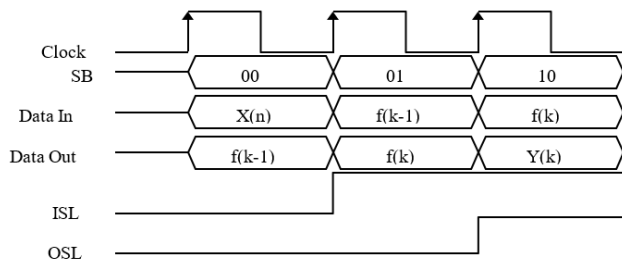 Clock
SB 00 01 10
Data In X(n) f(k-1) f(k)
Data Out f(k-1) f(k) Y(k)
ISL
OSL